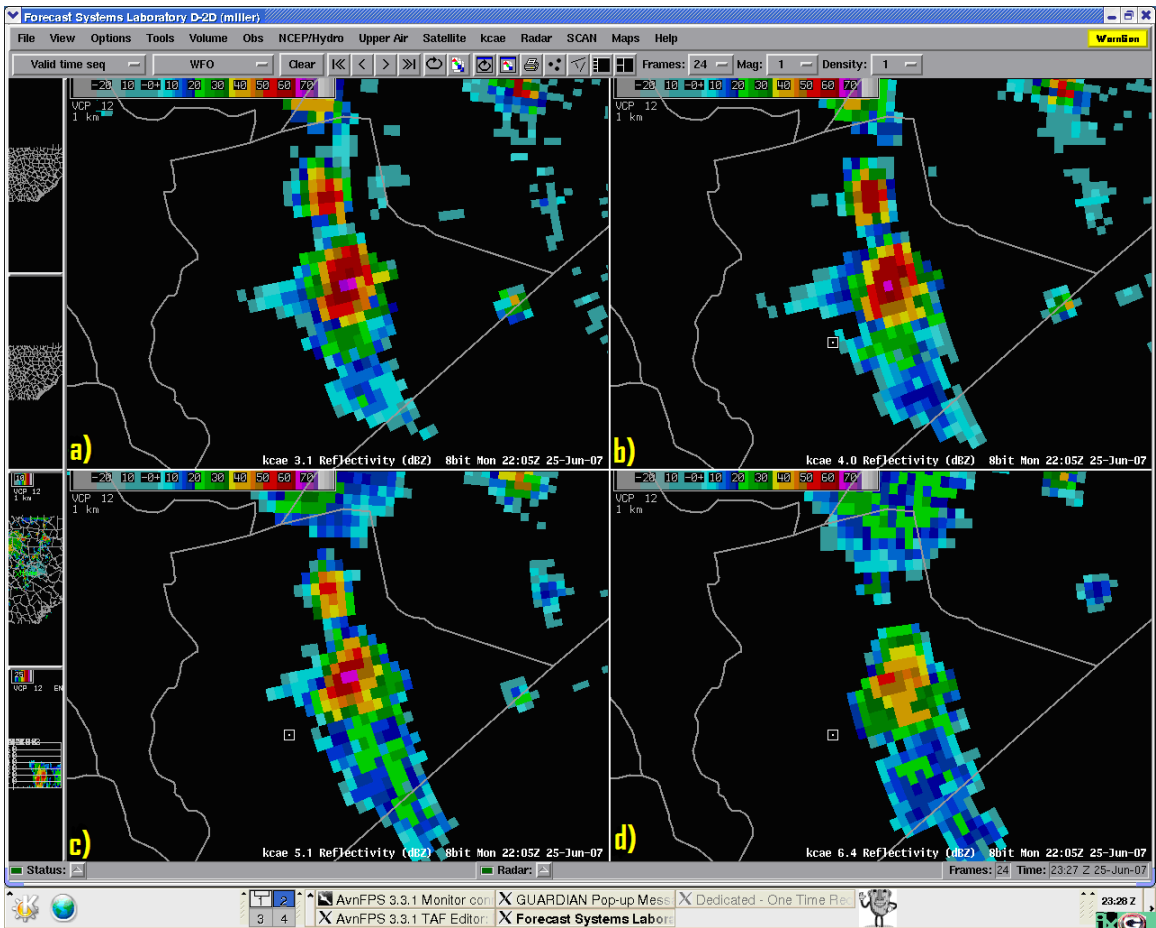 Forecast Systems Laboratory D-2D (miller)
File View Options Tools Volume Obs NCEP/Hydro Upper Air Satellite kcae Radar SCAN Maps Help
WarnGen
Valid time seq WFO Clear Frames: 24 Mag: 1 Density: 1
-20 10 -0+ 10 20 30 40 50 60 70
VCP 12
1 km
a)
kcae 3.1 Reflectivity (dBZ) 8bit Mon 22:05Z 25-Jun-07
-20 10 -0+ 10 20 30 40 50 60 70
VCP 12
1 km
b)
kcae 4.0 Reflectivity (dBZ) 8bit Mon 22:05Z 25-Jun-07
VCP 12
1 km
-20 10 -0+ 10 20 30 40 50 60 70
VCP 12
1 km
c)
kcae 5.1 Reflectivity (dBZ) 8bit Mon 22:05Z 25-Jun-07
-20 10 -0+ 10 20 30 40 50 60 70
VCP 12
1 km
d)
kcae 6.4 Reflectivity (dBZ) 8bit Mon 22:05Z 25-Jun-07
VCP 12 EN
Status: Radar: Frames: 24 Time: 23:27 Z 25-Jun-07
1 2
3 4
AvnFPS 3.3.1 Monitor con
GUARDIAN Pop-up Mess
Dedicated - One Time Re
AvnFPS 3.3.1 TAF Editor:
Forecast Systems Labor
23:28 Z